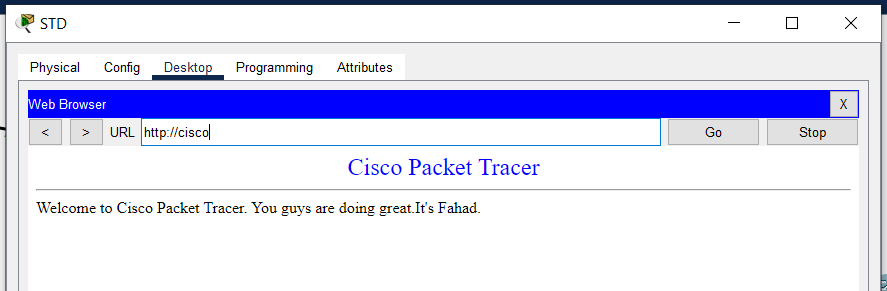 STD
Physical Config Desktop Programming Attributes
Web Browser X
< > URL http://cisco Go Stop
Cisco Packet Tracer
Welcome to Cisco Packet Tracer. You guys are doing great.It's Fahad.